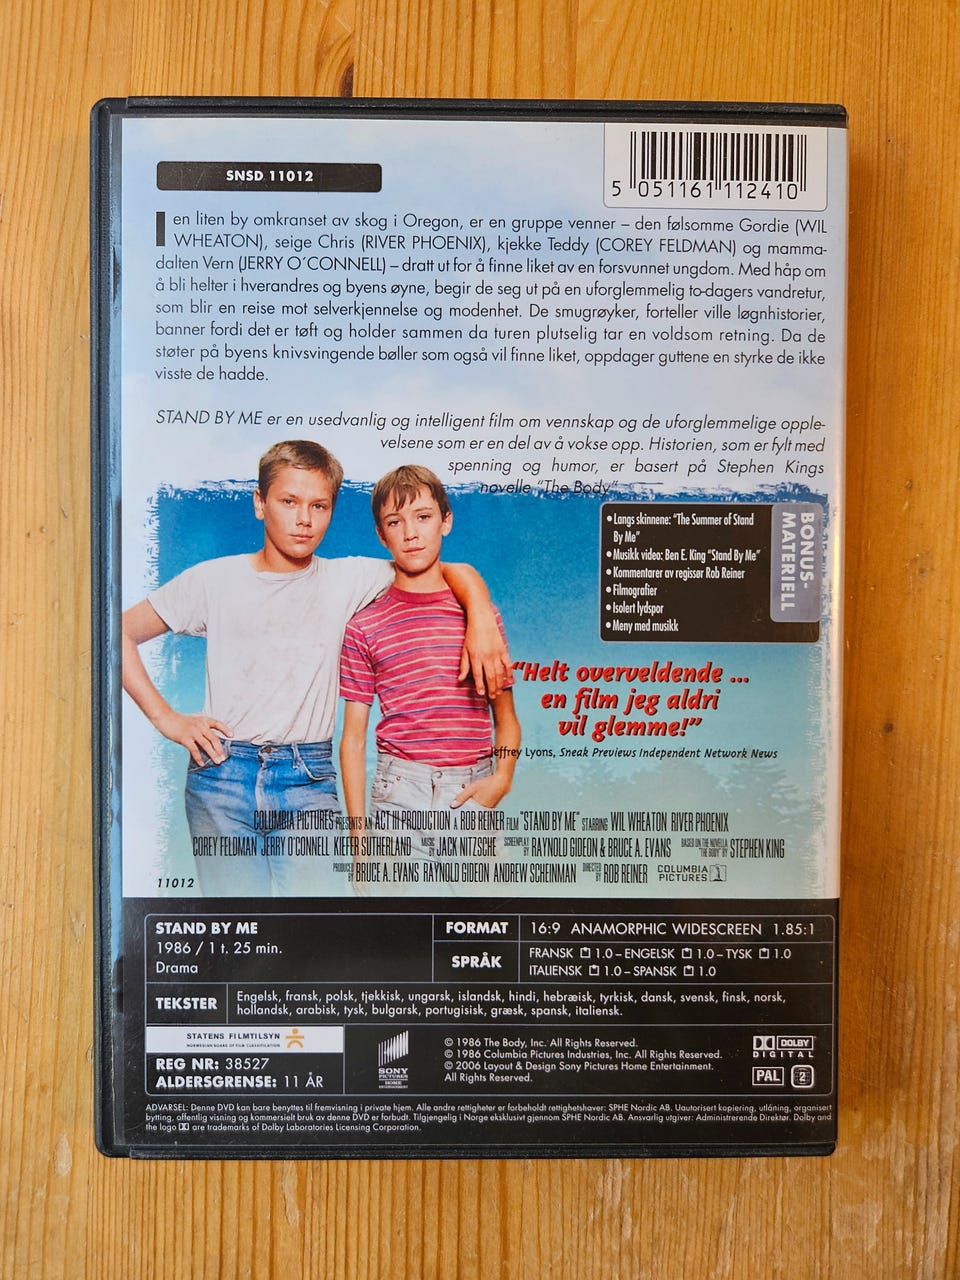 SNSD 11012
5 051161 112410
I en liten by omkranset av skog i Oregon, er en gruppe venner – den følsomme Gordie (WIL
WHEATON), seige Chris (RIVER PHOENIX), kjekke Teddy (COREY FELDMAN) og mamma-
dalten Vern (JERRY O´CONNELL) – dratt ut for å finne liket av en forsvunnet ungdom. Med håp om
å bli helter i hverandres og byens øyne, begir de seg ut på en uforglemmelig to-dagers vandretur,
som blir en reise mot selverkjennelse og modenhet. De smugrøyker, forteller ville løgnhistorier,
banner fordi det er tøft og holder sammen da turen plutselig tar en voldsom retning. Da de
støter på byens knivsvingende bøller som også vil finne liket, oppdager guttene en styrke de ikke
visste de hadde.
STAND BY ME er en usedvanlig og intelligent film om vennskap og de uforglemmelige opple-
velsene som er en del av å vokse opp. Historien, som er fylt med
spenning og humor, er basert på Stephen Kings
novelle "The Body"
BONUS-
MATERIELL
• Langs skinnene: "The Summer of Stand
By Me"
• Musikk video: Ben E. King "Stand By Me"
• Kommentarer av regissør Rob Reiner
• Filmografier
• Isolert lydspor
• Meny med musikk
"Helt overveldende ...
en film jeg aldri
vil glemme!"
– Jeffrey Lyons, Sneak Previews Independent Network News
COLUMBIA PICTURES PRESENTS AN ACT III PRODUCTION A ROB REINER FILM "STAND BY ME" STARRING WIL WHEATON RIVER PHOENIX
COREY FELDMAN JERRY O'CONNELL KIEFER SUTHERLAND MUSIC BY JACK NITZSCHE SCREENPLAY BY RAYNOLD GIDEON & BRUCE A. EVANS BASED ON THE NOVELLA "THE BODY" BY STEPHEN KING
PRODUCED BY BRUCE A. EVANS RAYNOLD GIDEON ANDREW SCHEINMAN DIRECTED BY ROB REINER COLUMBIA PICTURES
11012
STAND BY ME
1986 / 1 t. 25 min.
Drama
FORMAT 16:9 ANAMORPHIC WIDESCREEN 1.85:1
SPRÅK FRANSK 1.0 – ENGELSK 1.0 – TYSK 1.0
ITALIENSK 1.0 – SPANSK 1.0
TEKSTER Engelsk, fransk, polsk, tjekkisk, ungarsk, islandsk, hindi, hebræisk, tyrkisk, dansk, svensk, finsk, norsk,
hollandsk, arabisk, tysk, bulgarsk, portugisisk, græsk, spansk, italiensk.
STATENS FILMTILSYN
NORWEGIAN BOARD OF FILM CLASSIFICATION
REG NR: 38527
ALDERSGRENSE: 11 ÅR
SONY
PICTURES
HOME
ENTERTAINMENT
© 1986 The Body, Inc. All Rights Reserved.
© 1986 Columbia Pictures Industries, Inc. All Rights Reserved.
© 2006 Layout & Design Sony Pictures Home Entertainment.
All Rights Reserved.
DOLBY
DIGITAL
PAL 2
ADVARSEL: Denne DVD kan bare benyttes til fremvisning i private hjem. Alle andre rettigheter er forbeholdt rettighetshaver: SPHE Nordic AB. Uautorisert kopiering, utlåning, organisert
bytting, offentlig visning og kommersielt bruk av denne DVD er forbudt. Tilgjengelig i Norge eksklusivt gjennom SPHE Nordic AB. Ansvarlig utgiver: Administrerende Direktør. Dolby and
the logo are trademarks of Dolby Laboratories Licensing Corporation.